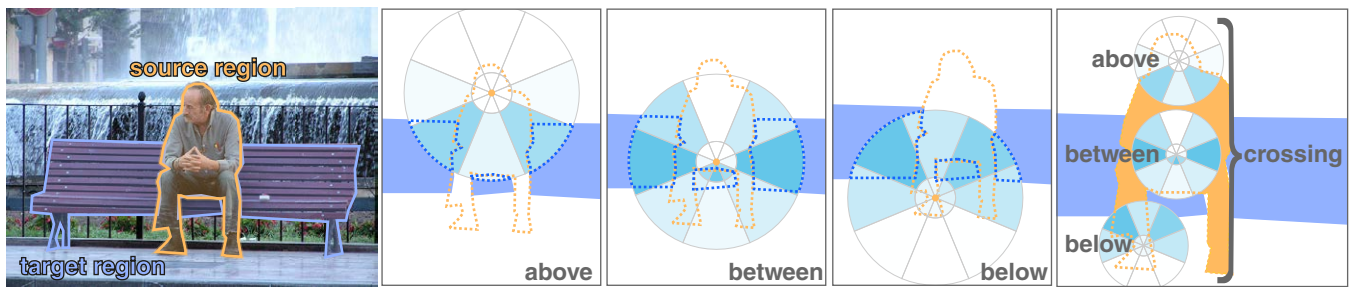 source region
target region
above
between
below
above
between
below
crossing